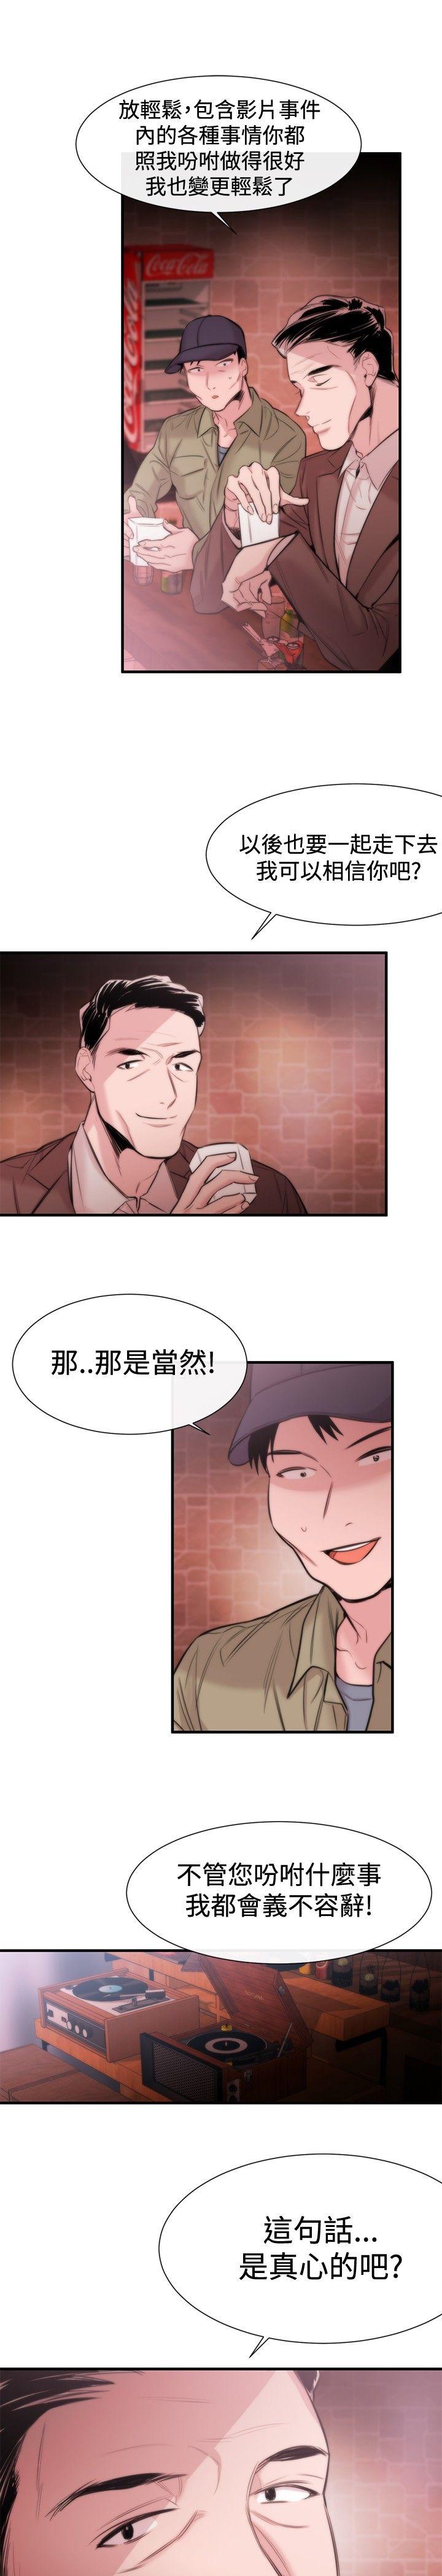 放輕鬆，包含影片事件
內的各種事情你都
照我吩咐做得很好
我也變更輕鬆了
Coca-Cola
Coca-Cola
以後也要一起走下去
我可以相信你吧?
那..那是當然!
不管您吩咐什麼事
我都會義不容辭!
這句話...
是真心的吧?